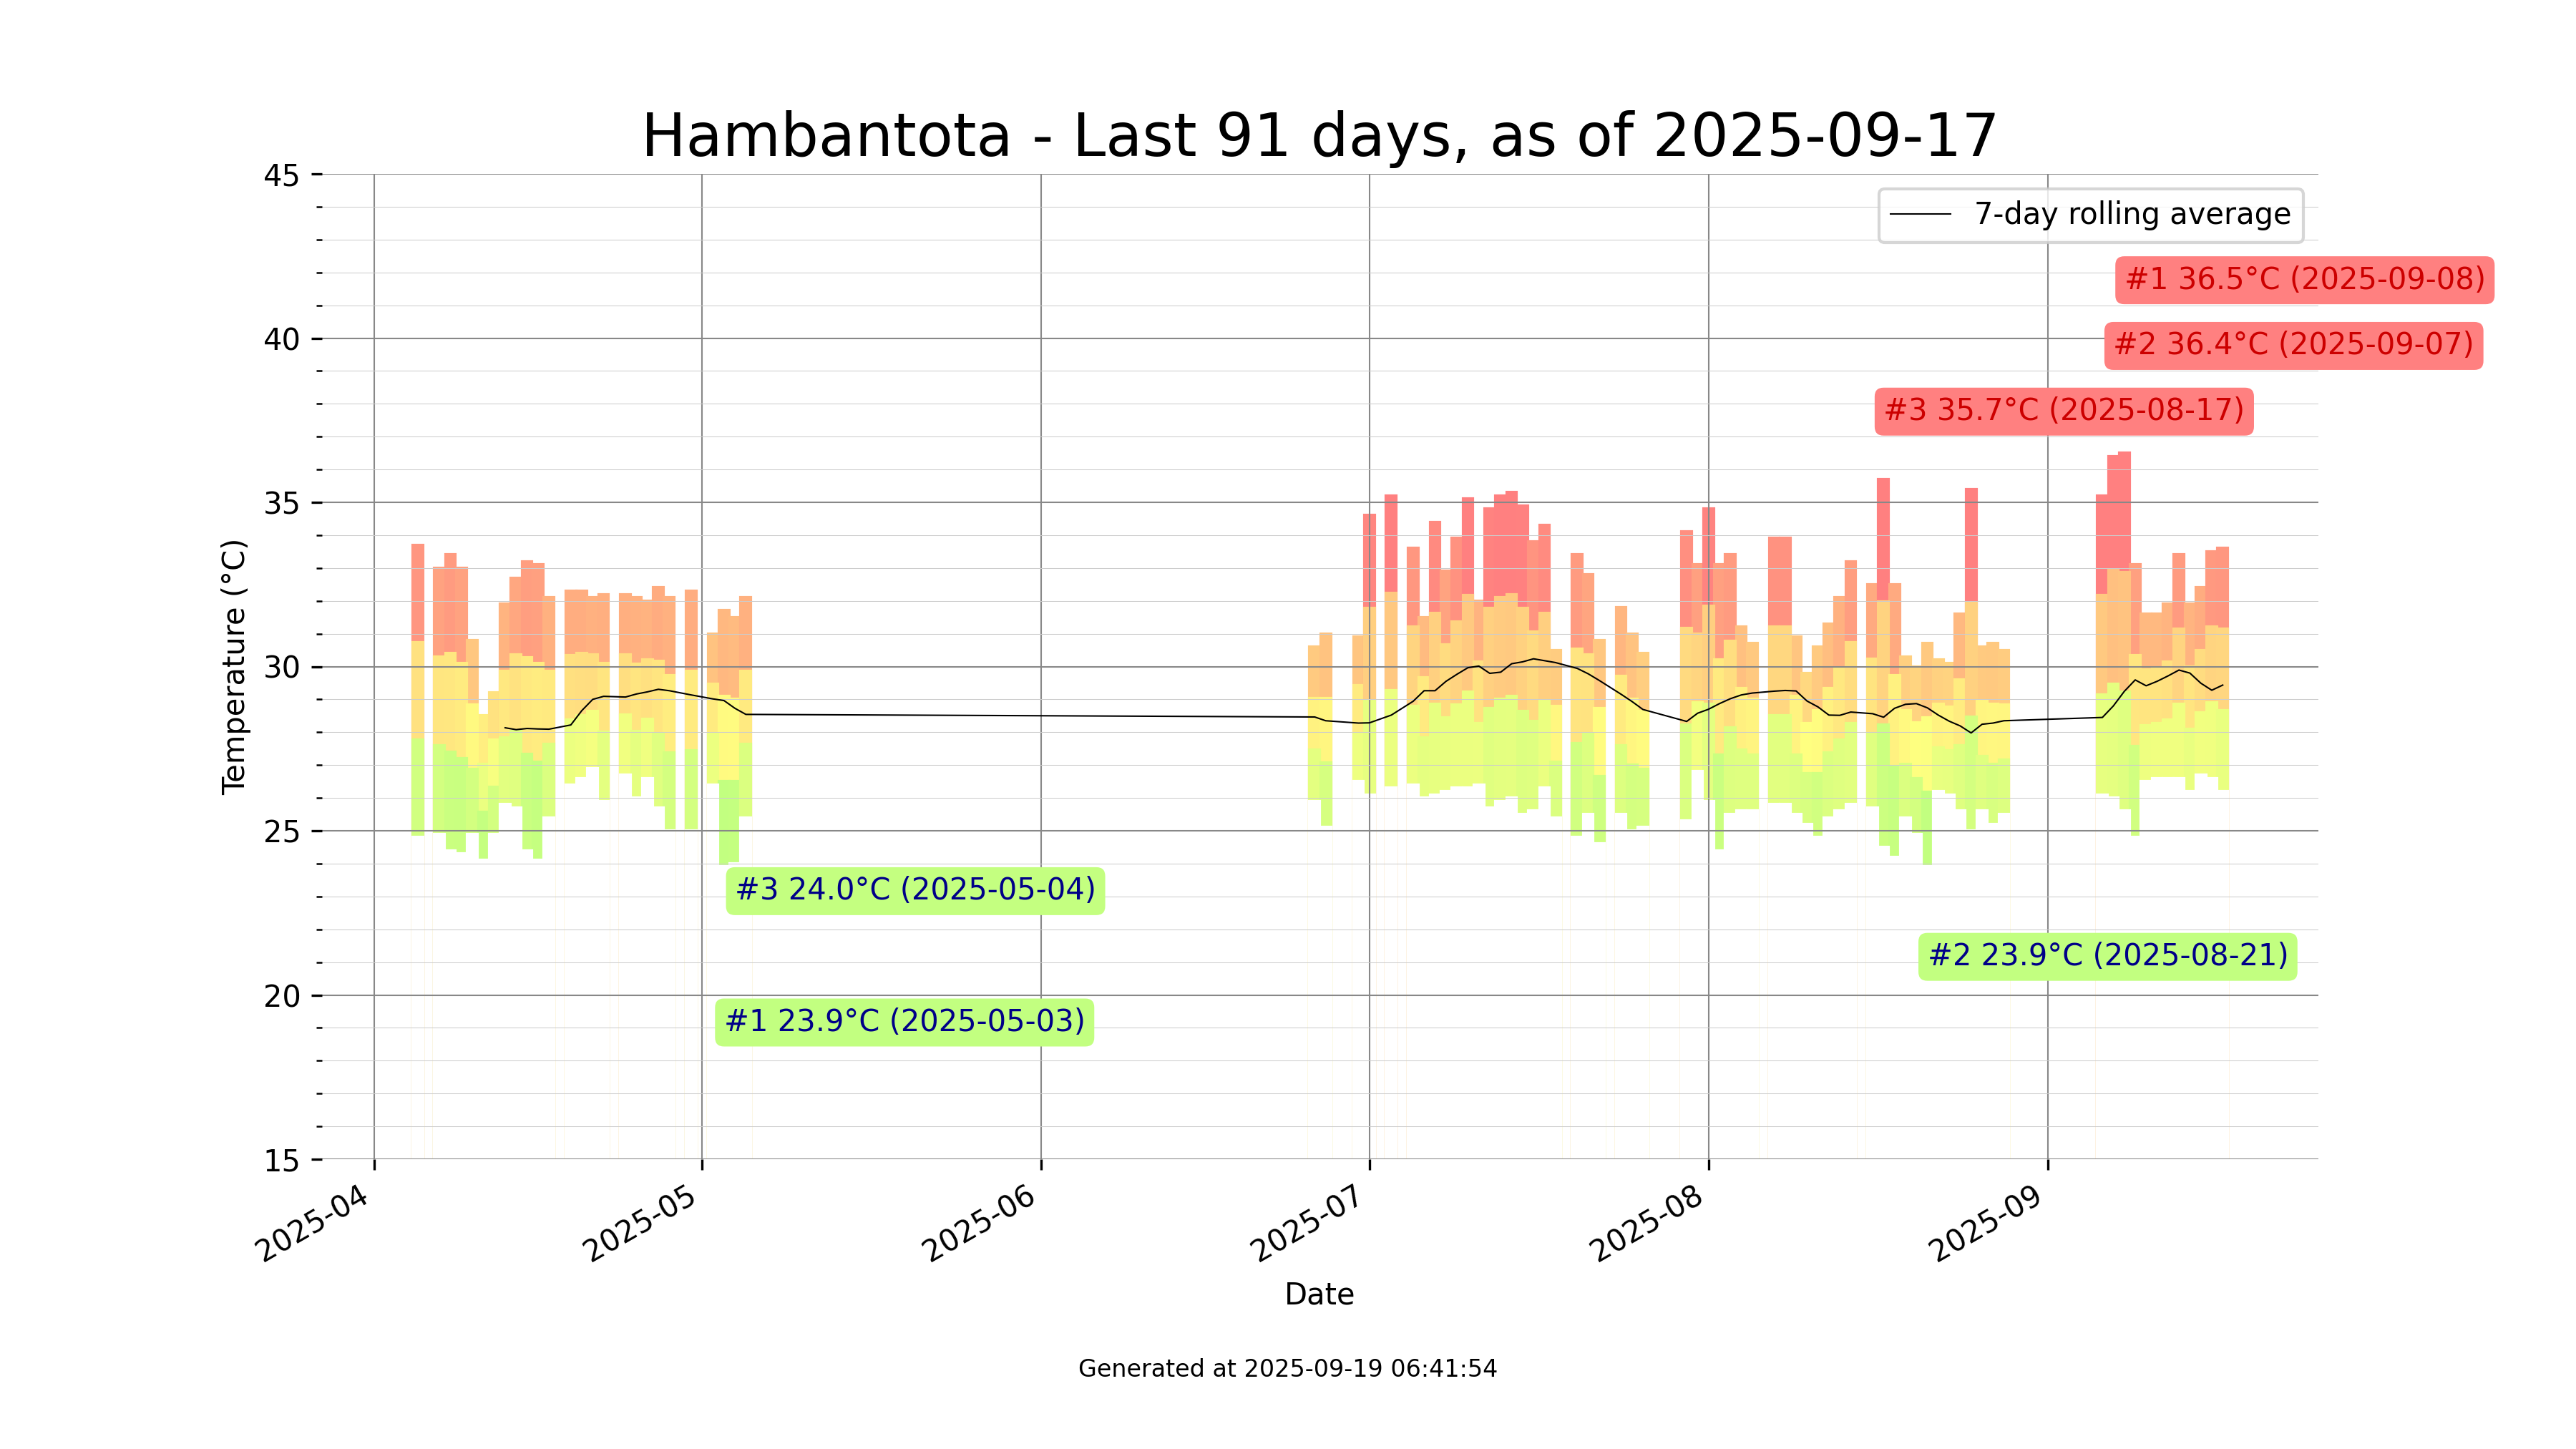 Hambantota - Last 91 days, as of 2025-09-17
45
40
35
30
25
20
15
Temperature (°C)
7-day rolling average
#1 36.5°C (2025-09-08)
#2 36.4°C (2025-09-07)
#3 35.7°C (2025-08-17)
#3 24.0°C (2025-05-04)
#2 23.9°C (2025-08-21)
#1 23.9°C (2025-05-03)
2025-04
2025-05
2025-06
2025-07
2025-08
2025-09
Date
Generated at 2025-09-19 06:41:54